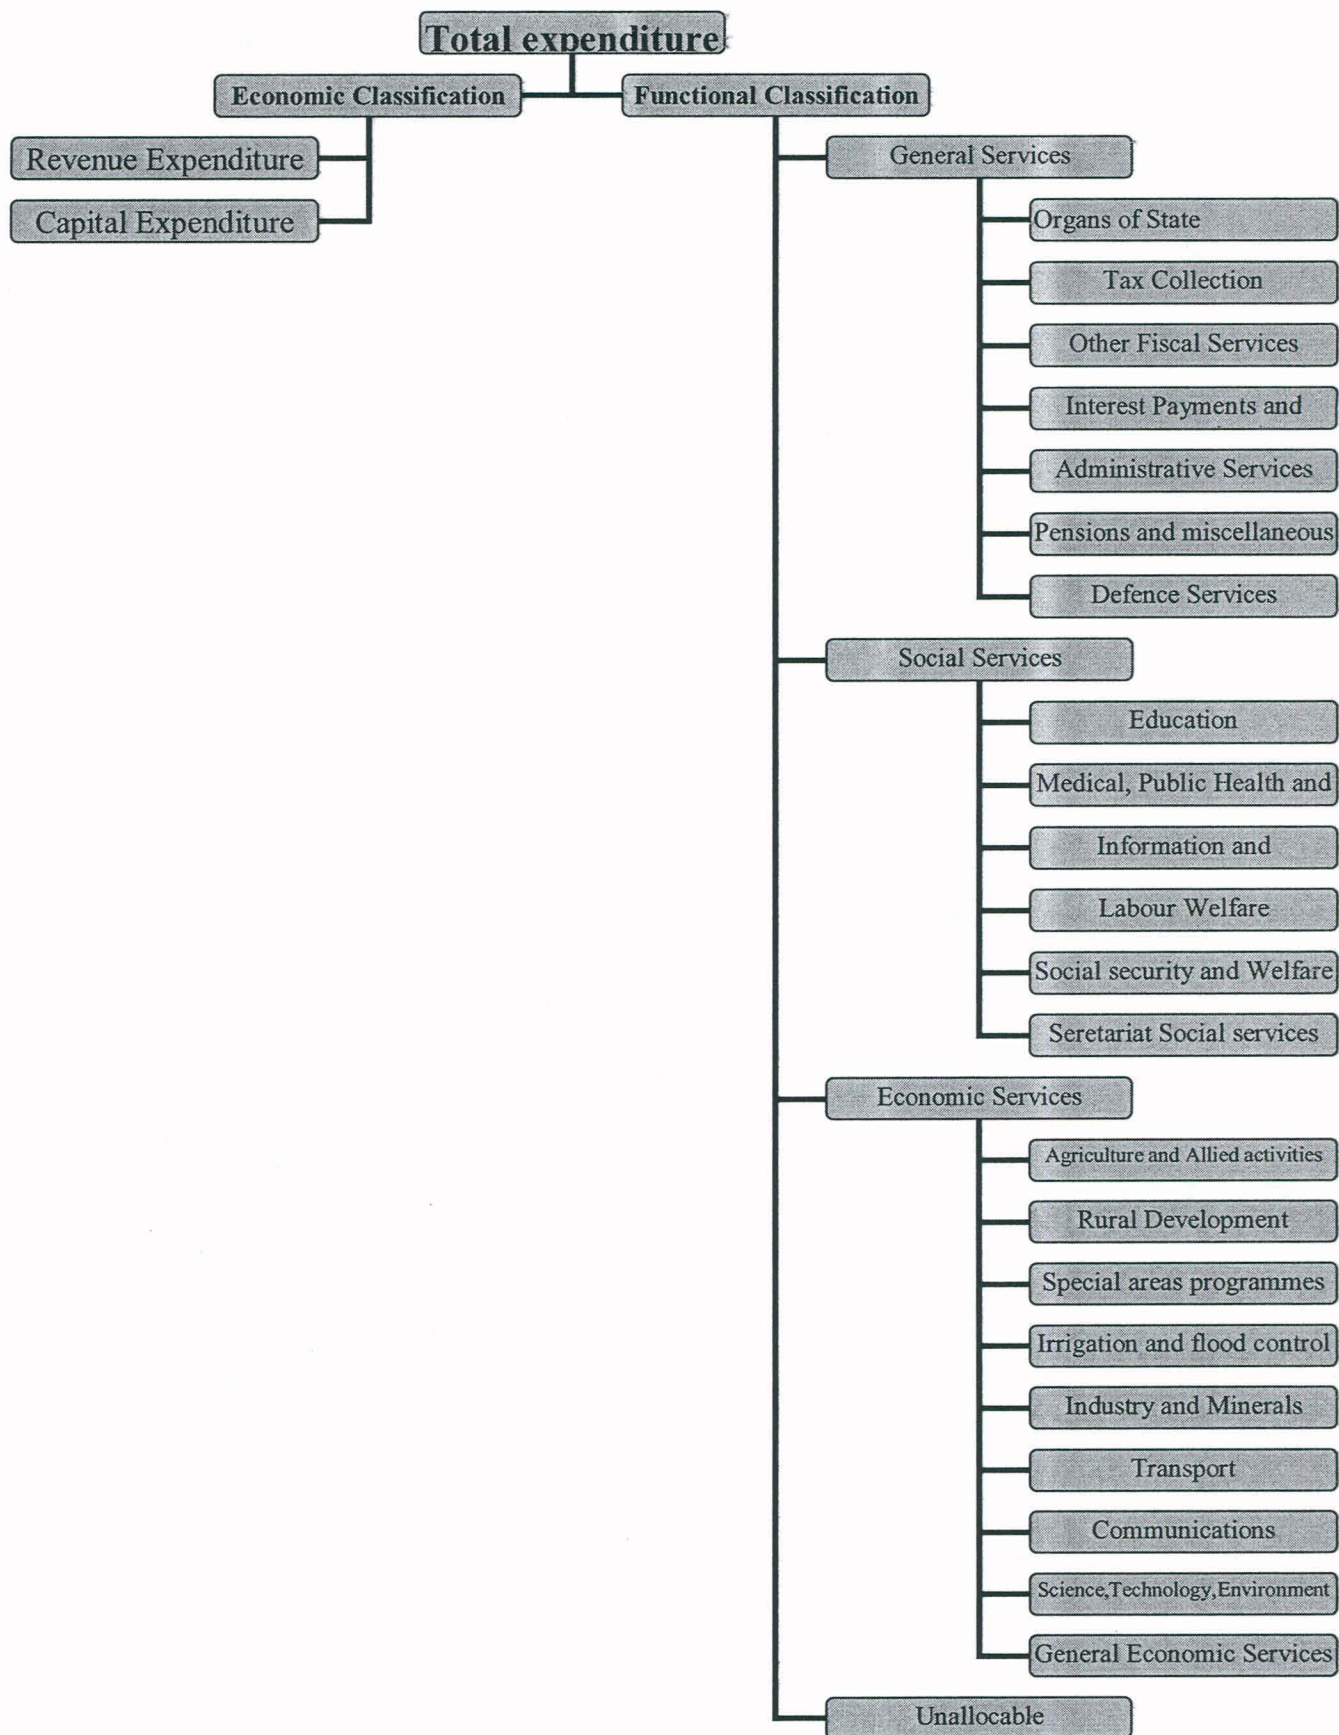 Total expenditure
Economic Classification
Functional Classification
Revenue Expenditure
Capital Expenditure
General Services
Organs of State
Tax Collection
Other Fiscal Services
Interest Payments and
Administrative Services
Pensions and miscellaneous
Defence Services
Social Services
Education
Medical, Public Health and
Information and
Labour Welfare
Social security and Welfare
Seretariat Social services
Economic Services
Agriculture and Allied activities
Rural Development
Special areas programmes
Irrigation and flood control
Industry and Minerals
Transport
Communications
Science,Technology,Environment
General Economic Services
Unallocable